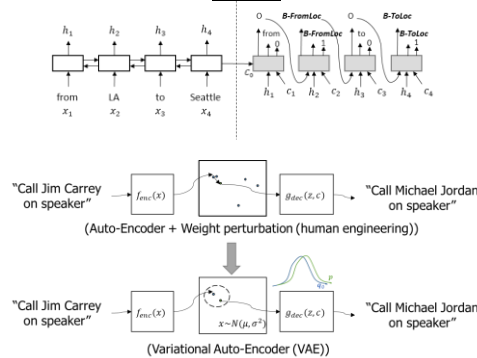 h1 h2 h3 h4 O B-FromLoc O B-ToLoc
from B-FromLoc to B-ToLoc
0 1 0 1
C0
from LA to Seattle h1 c1 h2 c2 h3 c3 h4 c4
x1 x2 x3 x4
"Call Jim Carrey on speaker" fenc(x) gdec(z, c) "Call Michael Jordan on speaker"
(Auto-Encoder + Weight perturbation (human engineering))
p
"Call Jim Carrey on speaker" fenc(x) gdec(z, c) "Call Michael Jordan on speaker"
x~N(μ, σ²)
(Variational Auto-Encoder (VAE))